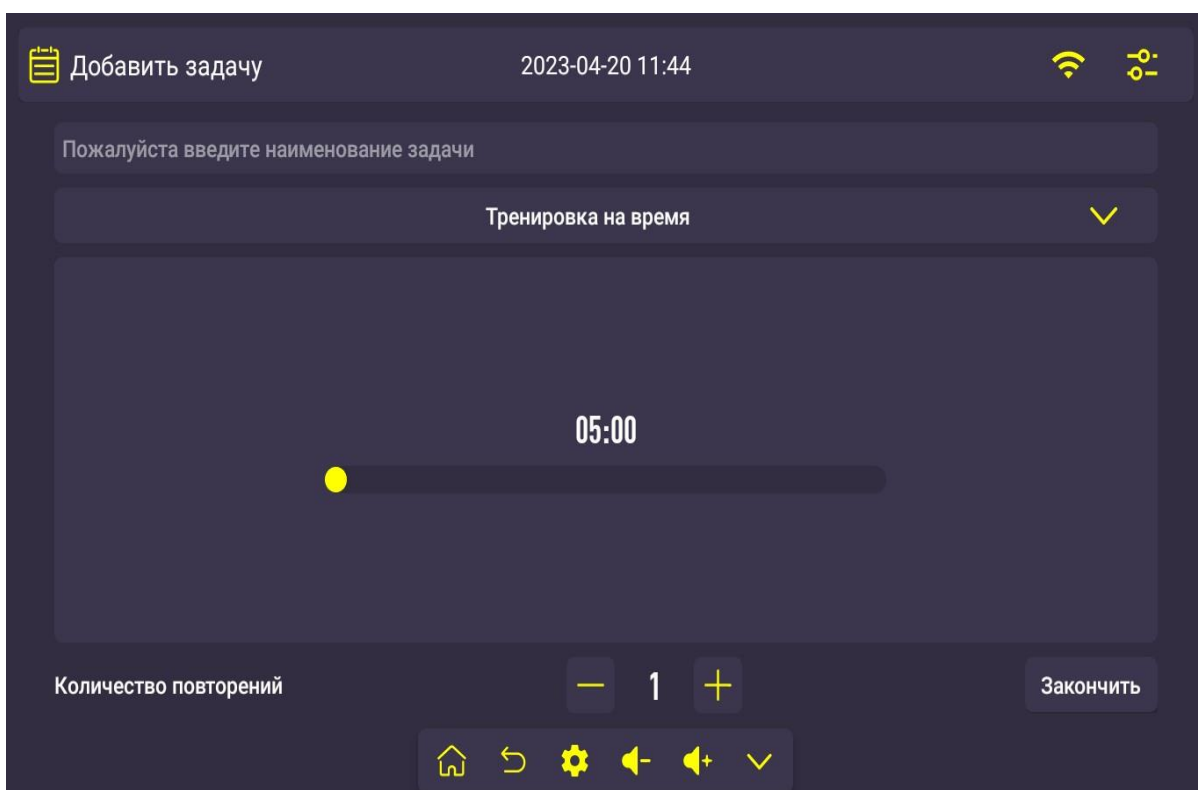 Добавить задачу 2023-04-20 11:44
Пожалуйста введите наименование задачи
Тренировка на время
05:00
Количество повторений 1 Закончить